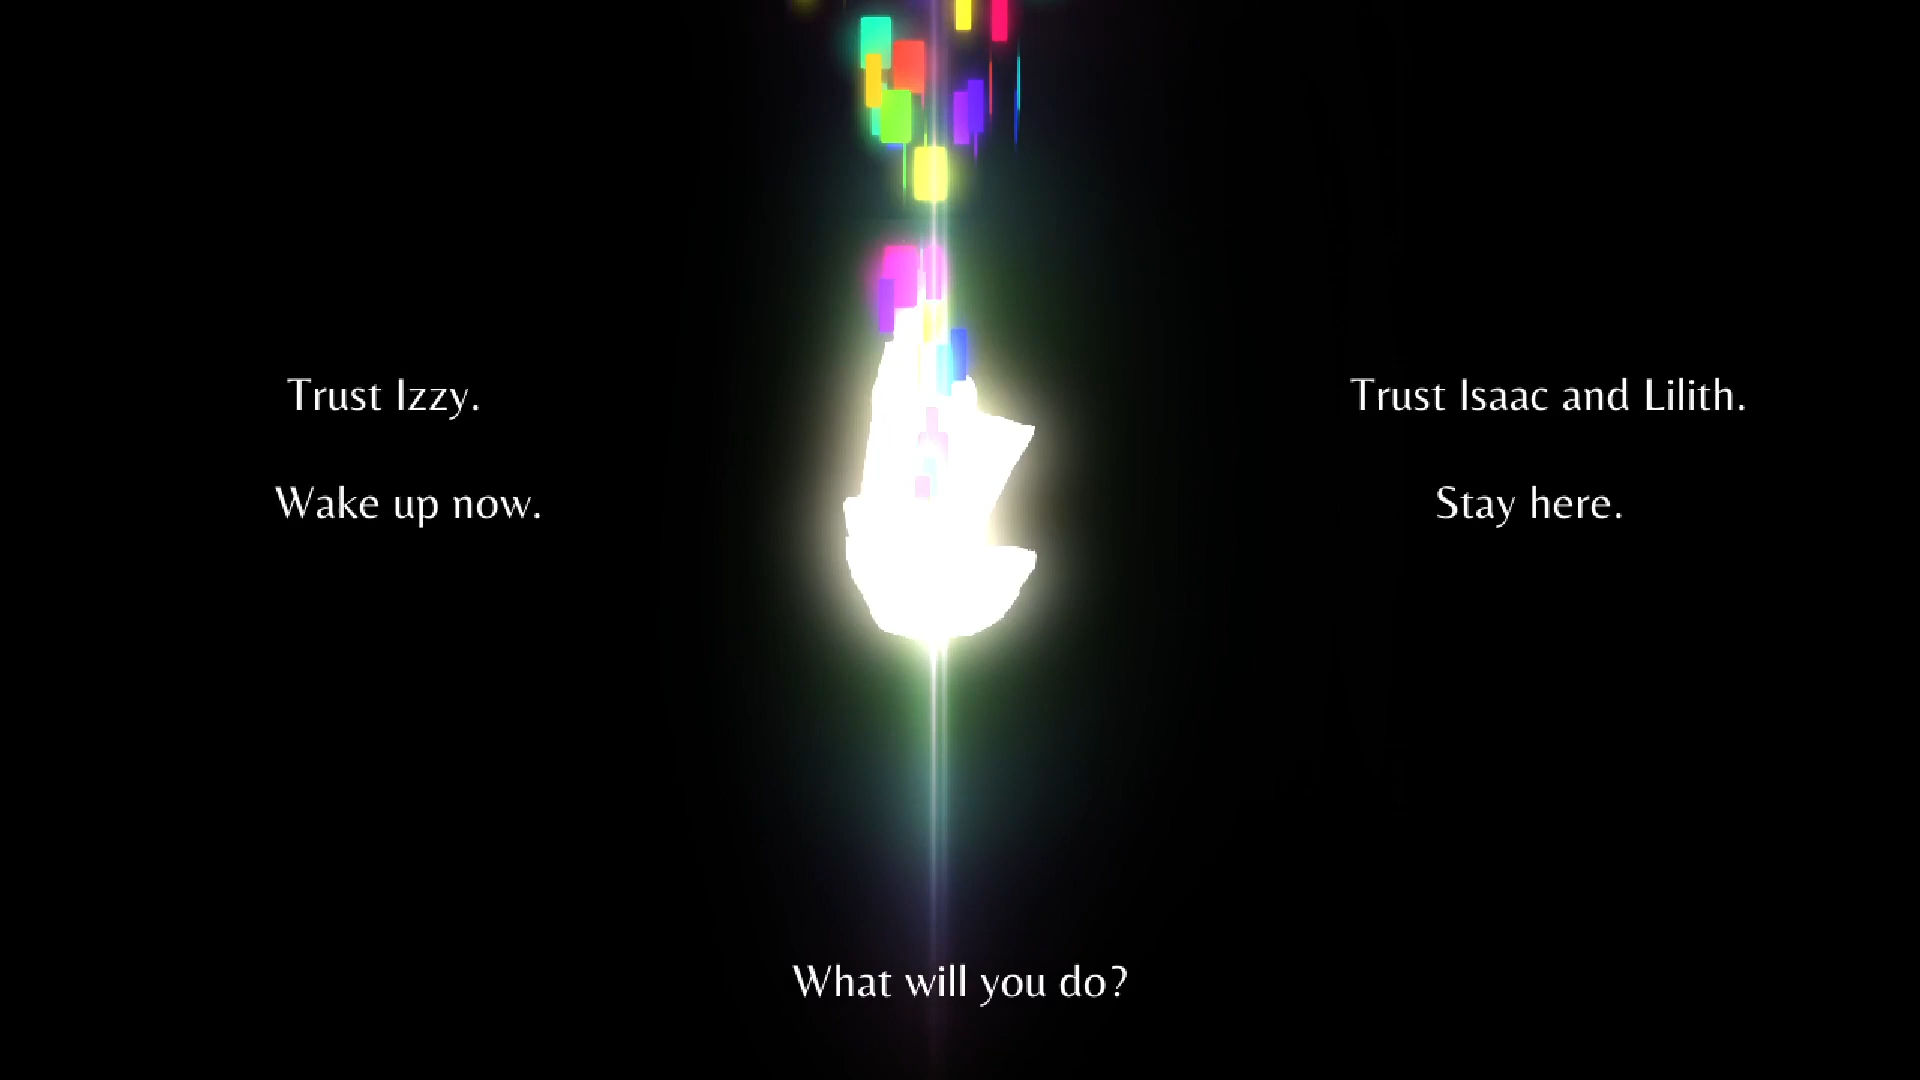 Trust Izzy.
Wake up now.
Trust Isaac and Lilith.
Stay here.
What will you do?